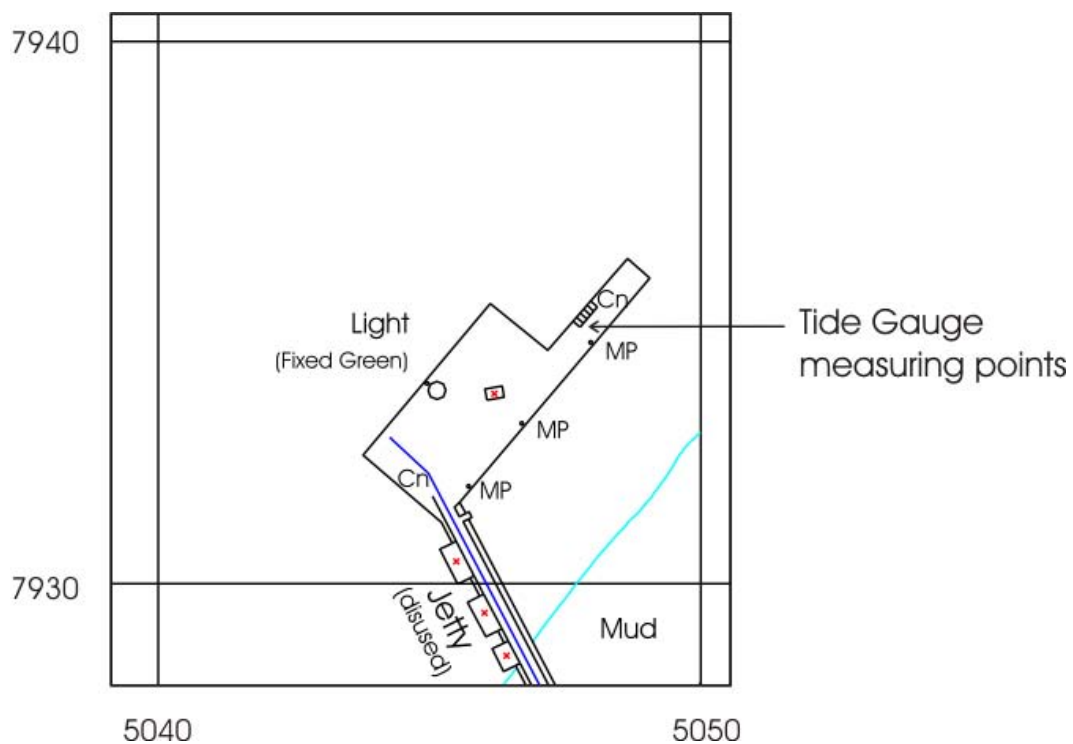 7940
Cn
Light
(Fixed Green)
Tide Gauge
measuring points
MP
MP
Cn
MP
7930
Jetty
(disused)
Mud
5040
5050